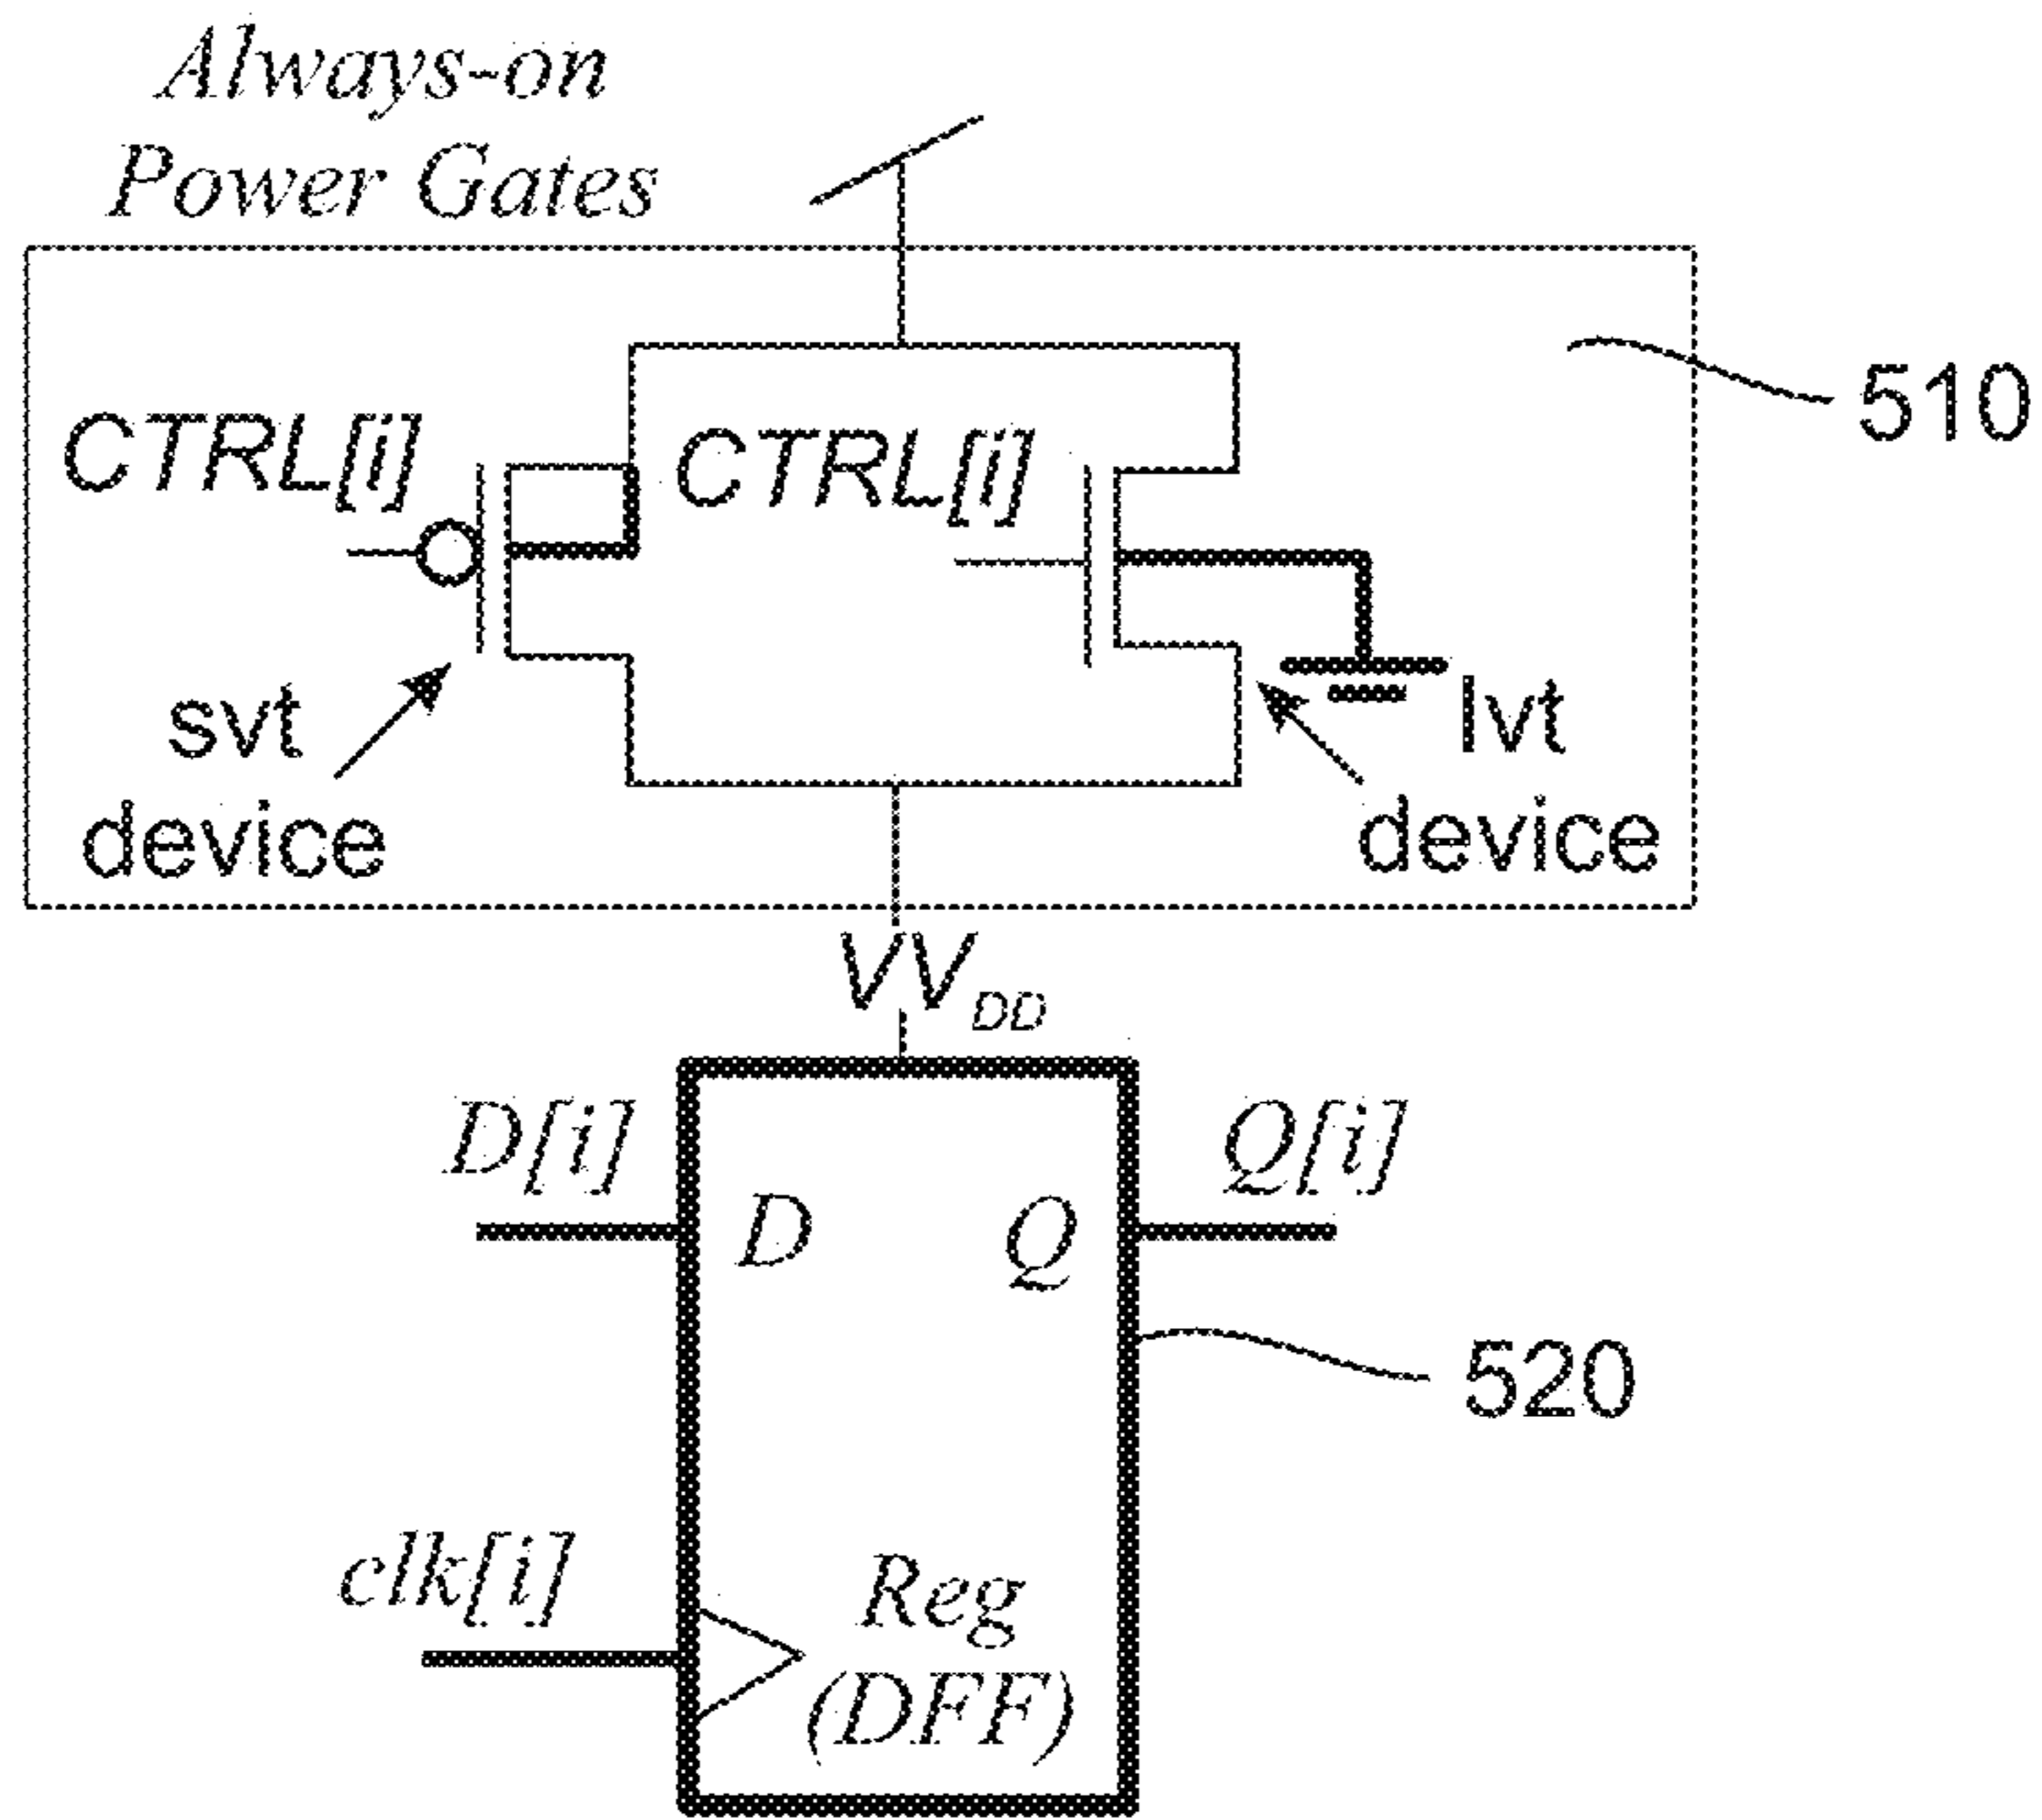 Always-on
Power Gates
510
CTRL[i]
CTRL[i]
svt
device
lvt
device
VV_DD
D[i]
Q[i]
D
Q
520
clk[i]
Reg
(DFF)